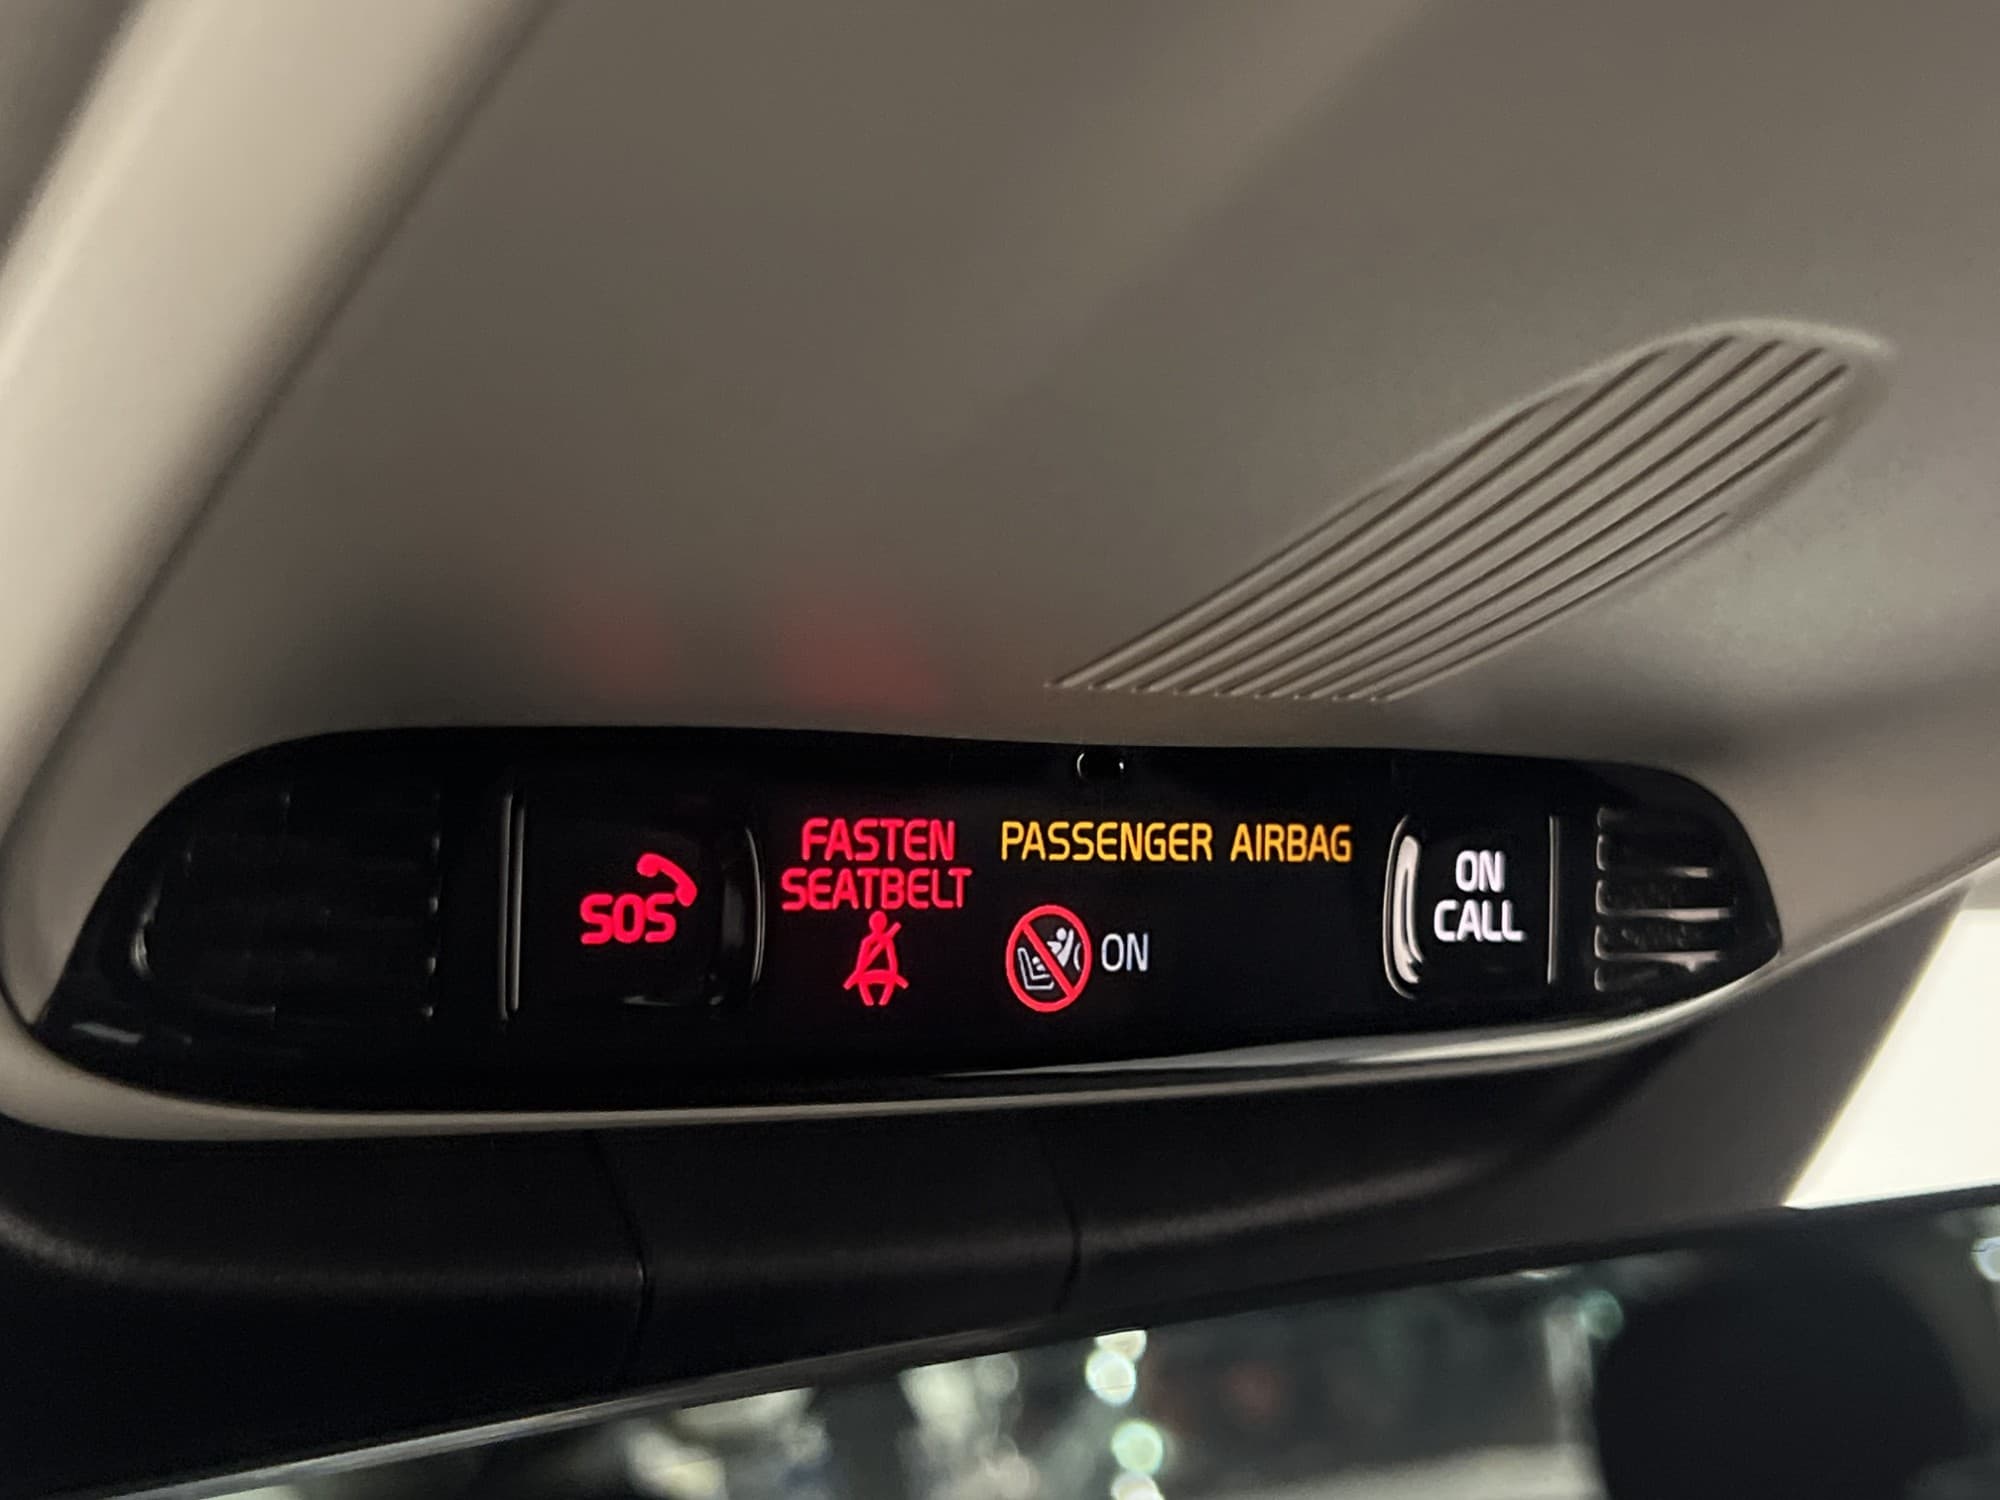 SOS
FASTEN
SEATBELT
PASSENGER AIRBAG
ON
ON
CALL